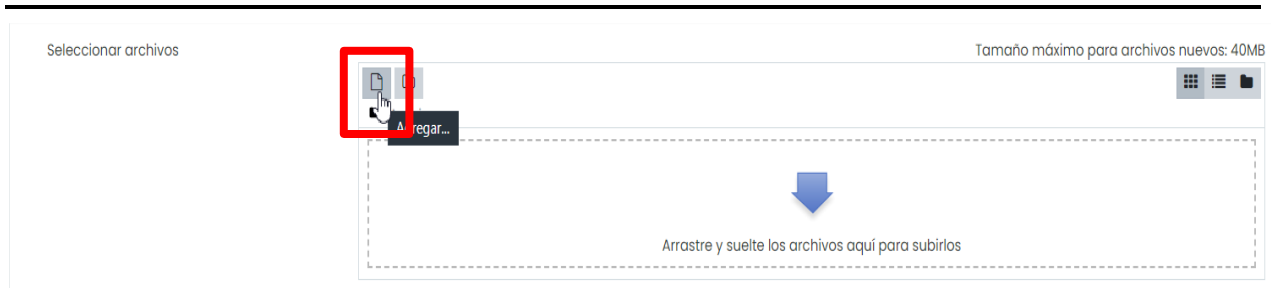 Seleccionar archivos
Tamaño máximo para archivos nuevos: 40MB
Agregar...
Arrastre y suelte los archivos aquí para subirlos